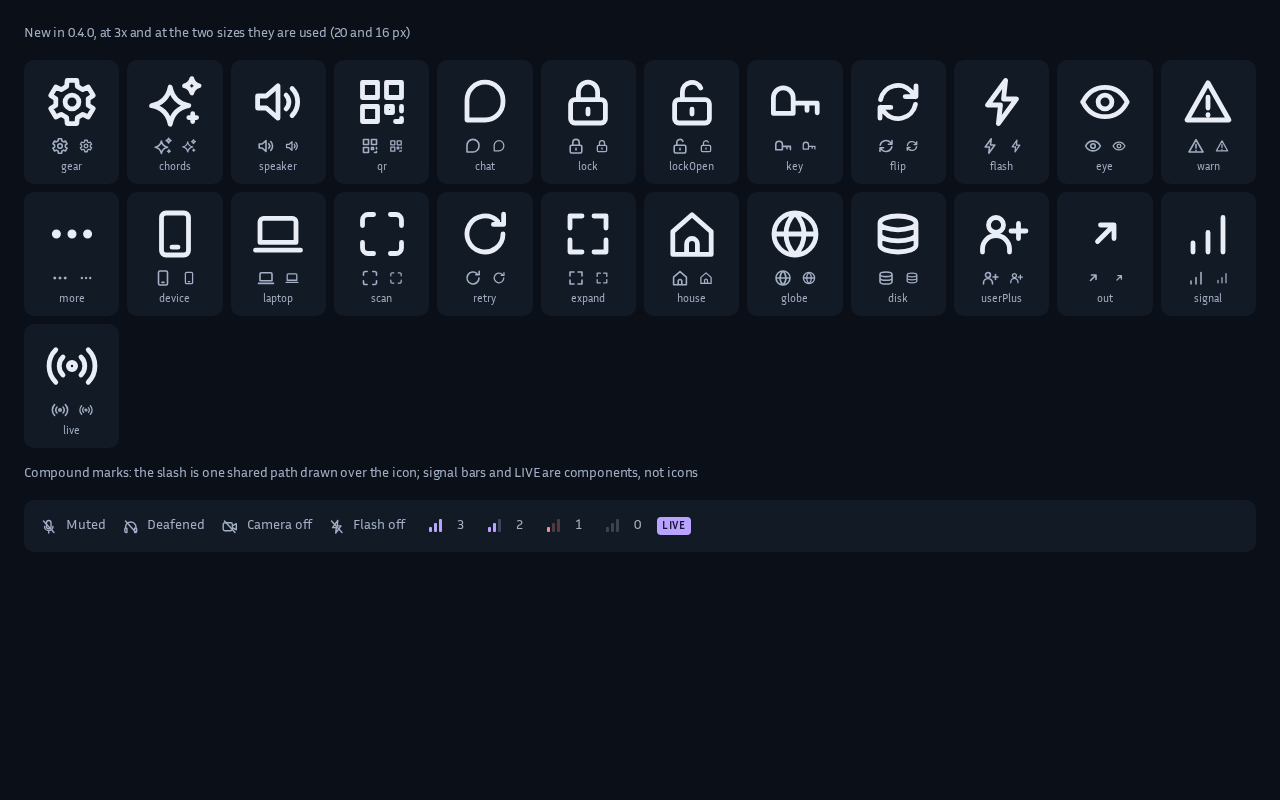 New in 0.4.0, at 3x and at the two sizes they are used (20 and 16 px)
gear chords speaker qr chat lock lockOpen key flip flash eye warn
more device laptop scan retry expand house globe disk userPlus out signal
live
Compound marks: the slash is one shared path drawn over the icon; signal bars and LIVE are components, not icons
Muted Deafened Camera off Flash off 3 2 1 0 LIVE